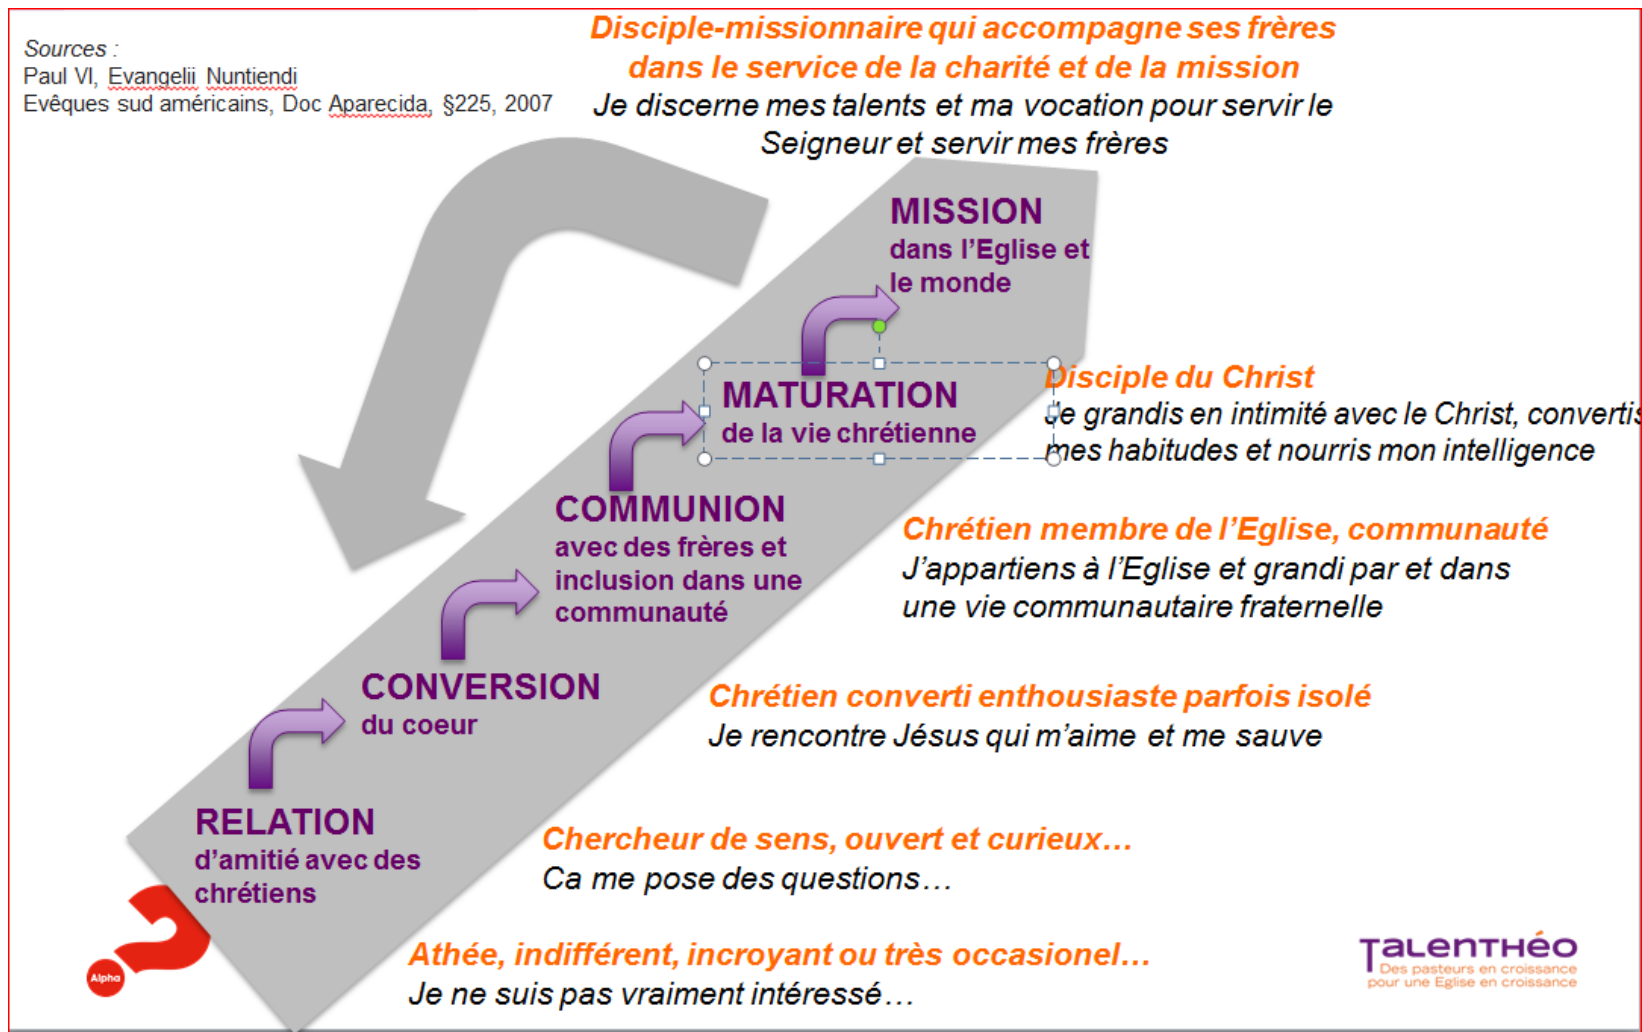 Sources :
Paul VI, Evangelii Nuntiendi
Evêques sud américains, Doc Aparecida, §225, 2007
Disciple-missionnaire qui accompagne ses frères
dans le service de la charité et de la mission
Je discerne mes talents et ma vocation pour servir le
Seigneur et servir mes frères
MISSION
dans l'Eglise et
le monde
MATURATION
de la vie chrétienne
Disciple du Christ
Je grandis en intimité avec le Christ, convertis
mes habitudes et nourris mon intelligence
COMMUNION
avec des frères et
inclusion dans une
communauté
Chrétien membre de l'Eglise, communauté
J'appartiens à l'Eglise et grandi par et dans
une vie communautaire fraternelle
CONVERSION
du coeur
Chrétien converti enthousiaste parfois isolé
Je rencontre Jésus qui m'aime et me sauve
RELATION
d'amitié avec des
chrétiens
Chercheur de sens, ouvert et curieux…
Ca me pose des questions…
Athée, indifférent, incroyant ou très occasionel…
Je ne suis pas vraiment intéressé…
Alpha
TALENTHÉO
Des pasteurs en croissance
pour une Eglise en croissance